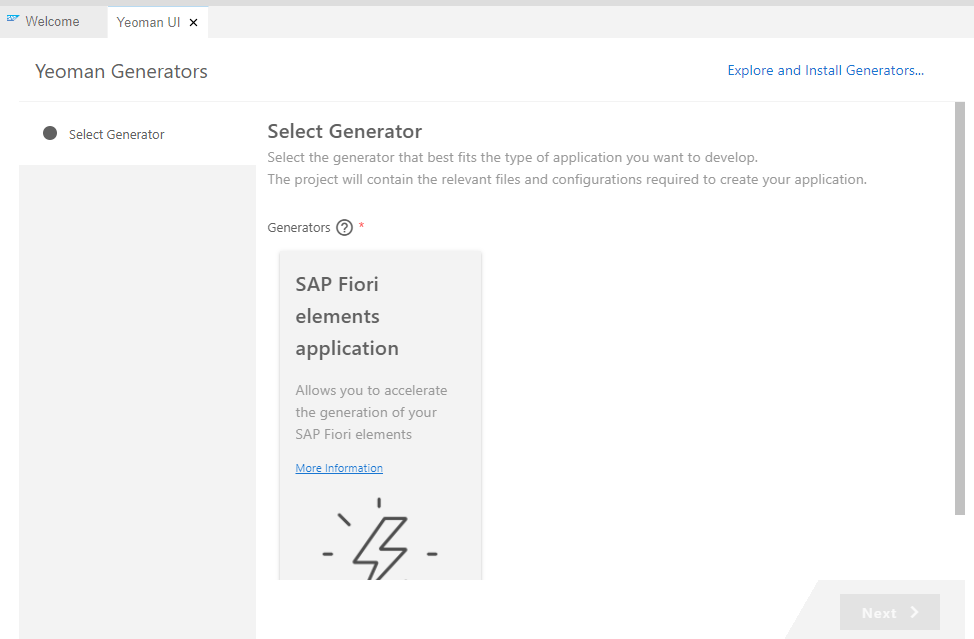 Welcome
Yeoman UI
Yeoman Generators
Explore and Install Generators...
Select Generator
Select Generator
Select the generator that best fits the type of application you want to develop.
The project will contain the relevant files and configurations required to create your application.
Generators ? *
SAP Fiori
elements
application
Allows you to accelerate
the generation of your
SAP Fiori elements
More Information
Next